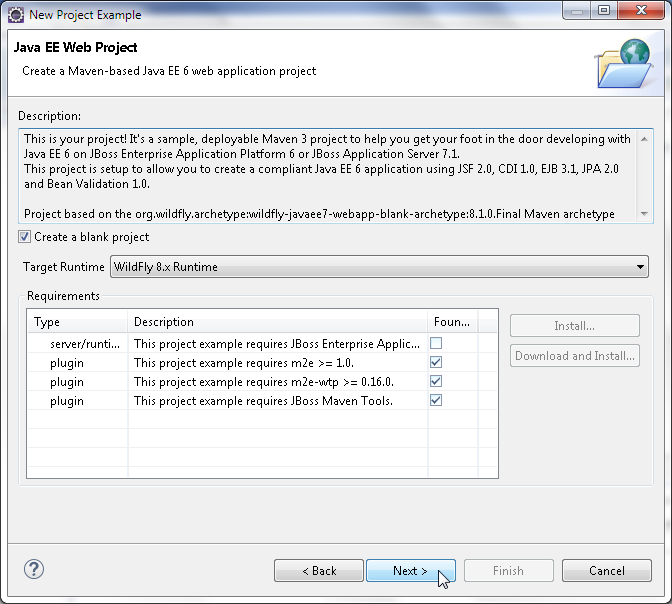 New Project Example
Java EE Web Project
Create a Maven-based Java EE 6 web application project
Description:
This is your project! It's a sample, deployable Maven 3 project to help you get your foot in the door developing with
Java EE 6 on JBoss Enterprise Application Platform 6 or JBoss Application Server 7.1.
This project is setup to allow you to create a compliant Java EE 6 application using JSF 2.0, CDI 1.0, EJB 3.1, JPA 2.0
and Bean Validation 1.0.
Project based on the org.wildfly.archetype:wildfly-javaee7-webapp-blank-archetype:8.1.0.Final Maven archetype
Create a blank project
Target Runtime WildFly 8.x Runtime
Requirements
Type Description Foun...
server/runti... This project example requires JBoss Enterprise Applic...
plugin This project example requires m2e >= 1.0.
plugin This project example requires m2e-wtp >= 0.16.0.
plugin This project example requires JBoss Maven Tools.
Install...
Download and Install...
? < Back Next > Finish Cancel